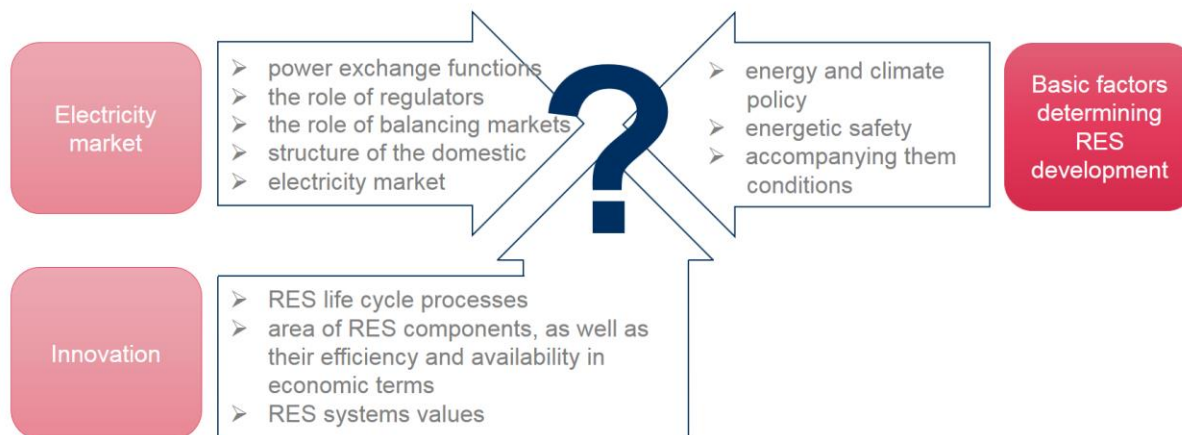 Electricity
market
➢ power exchange functions
➢ the role of regulators
➢ the role of balancing markets
➢ structure of the domestic
➢ electricity market
?
➢ energy and climate
policy
➢ energetic safety
➢ accompanying them
conditions
Basic factors
determining
RES
development
Innovation
➢ RES life cycle processes
➢ area of RES components, as well as
their efficiency and availability in
economic terms
➢ RES systems values